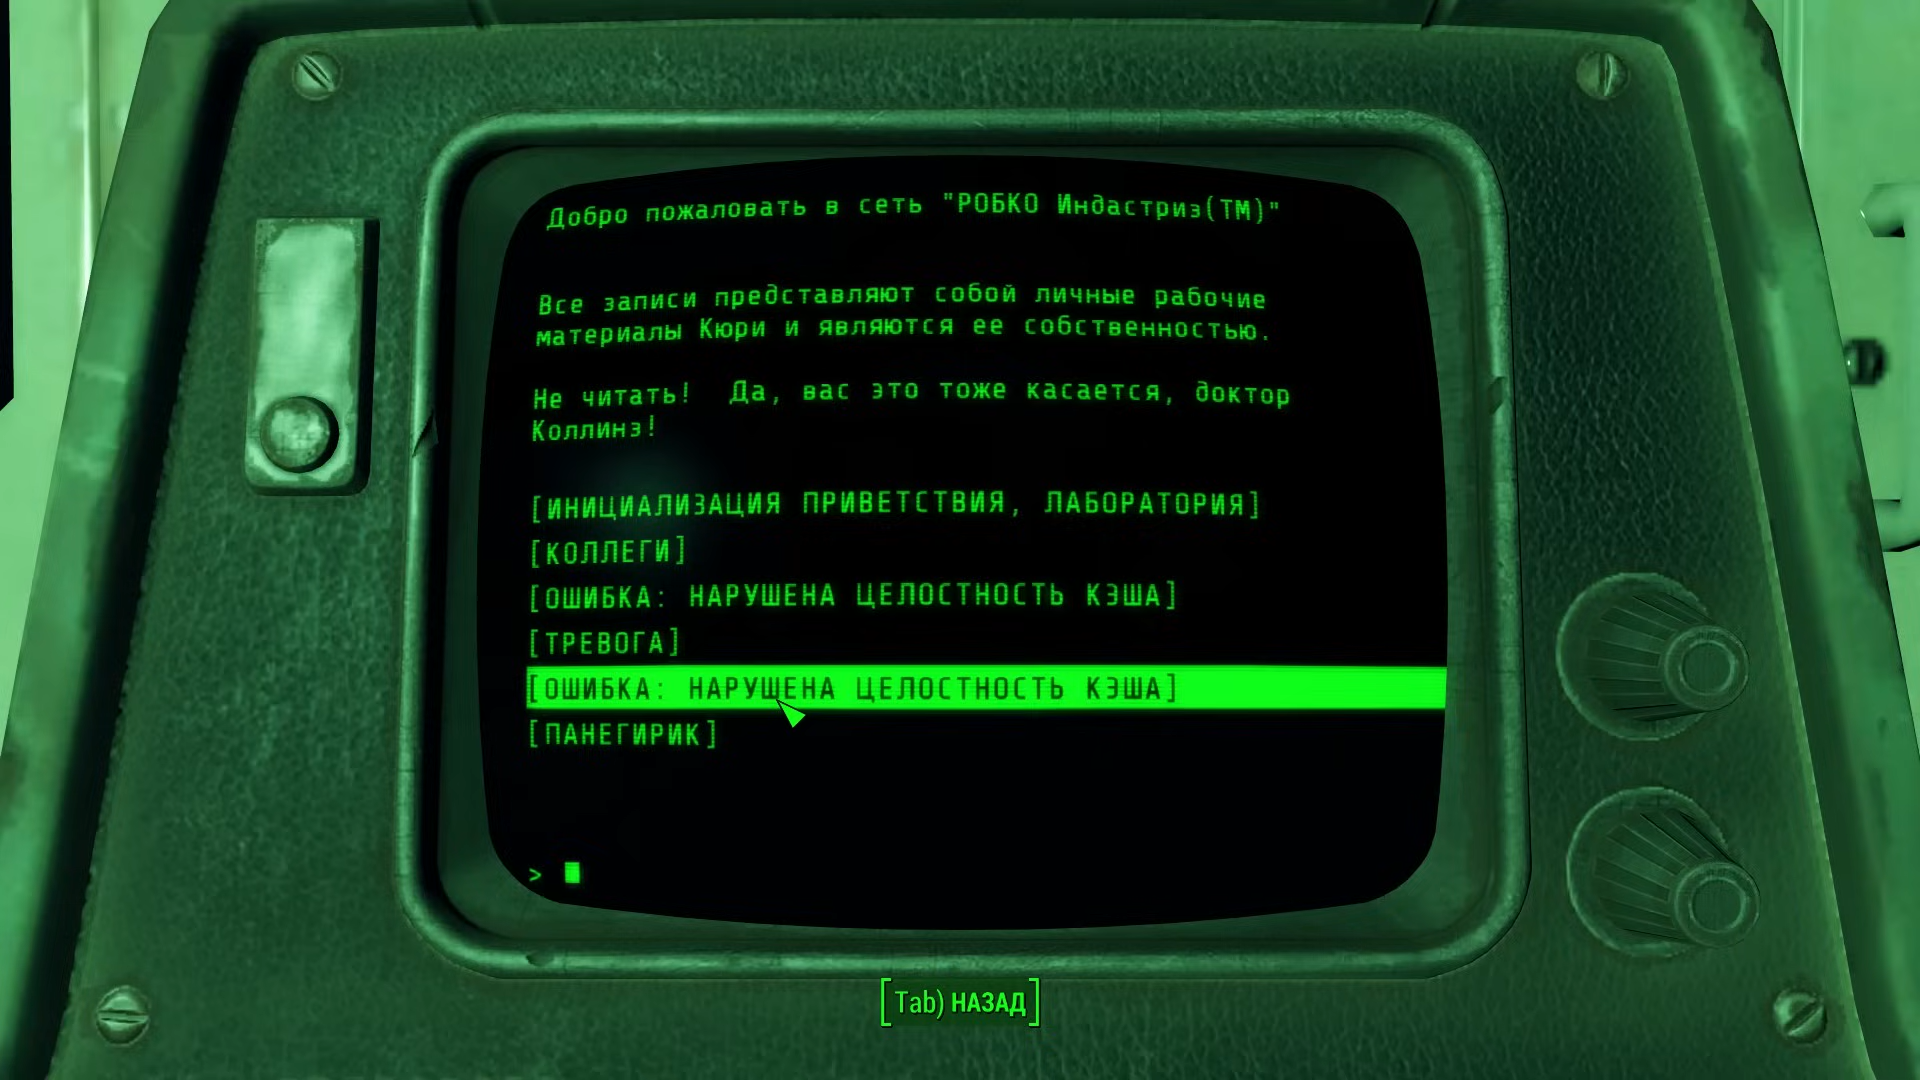 Добро пожаловать в сеть "РОБКО Индастриз(ТМ)"
Все записи представляют собой личные рабочие
материалы Кюри и являются ее собственностью.
Не читать!  Да, вас это тоже касается, доктор
Коллинз!
[ИНИЦИАЛИЗАЦИЯ ПРИВЕТСТВИЯ, ЛАБОРАТОРИЯ]
[КОЛЛЕГИ]
[ОШИБКА: НАРУШЕНА ЦЕЛОСТНОСТЬ КЭША]
[ТРЕВОГА]
[ОШИБКА: НАРУШЕНА ЦЕЛОСТНОСТЬ КЭША]
[ПАНЕГИРИК]
>
[Tab) НАЗАД]